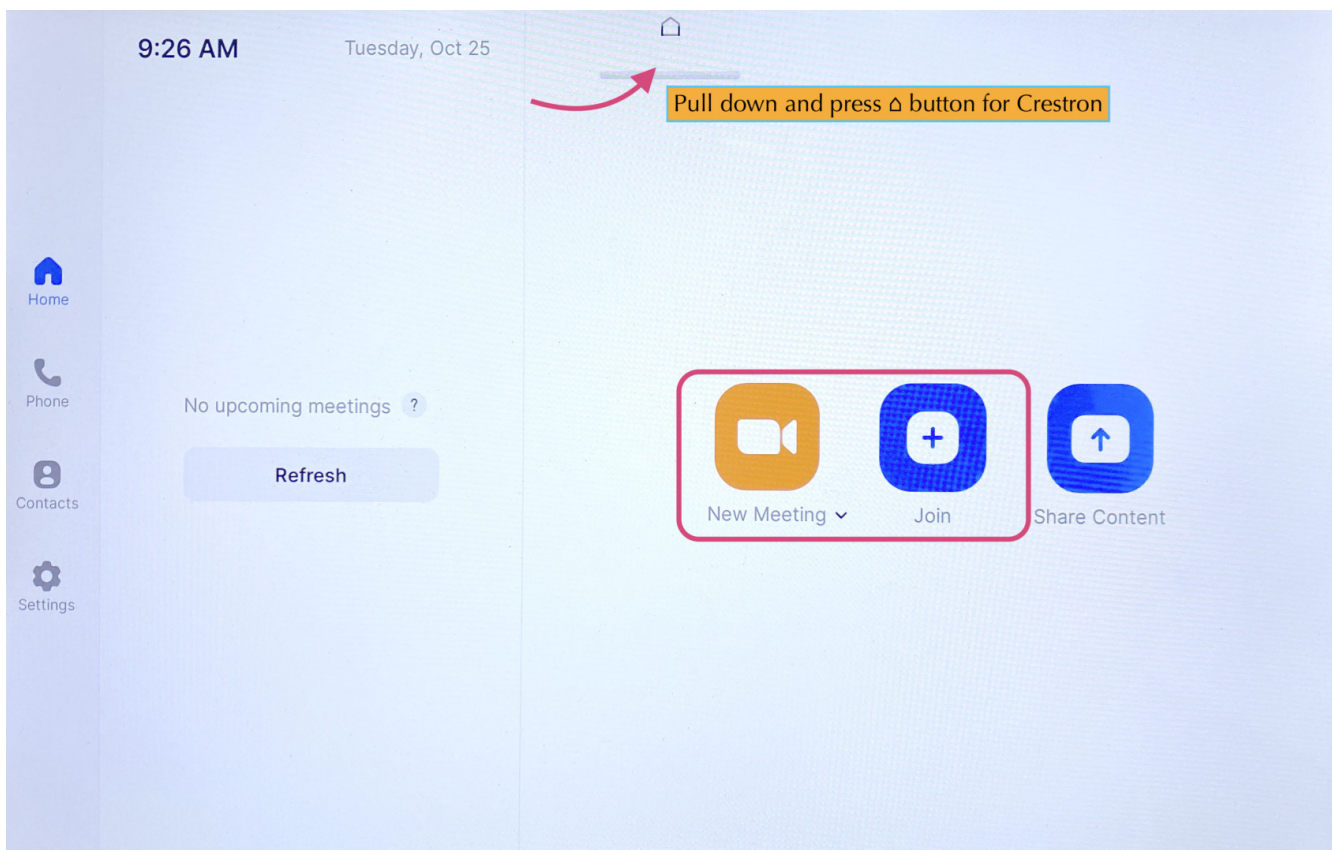 9:26 AM
Tuesday, Oct 25
Pull down and press ⌂ button for Crestron
Home
Phone
Contacts
Settings
No upcoming meetings ?
Refresh
New Meeting
Join
Share Content